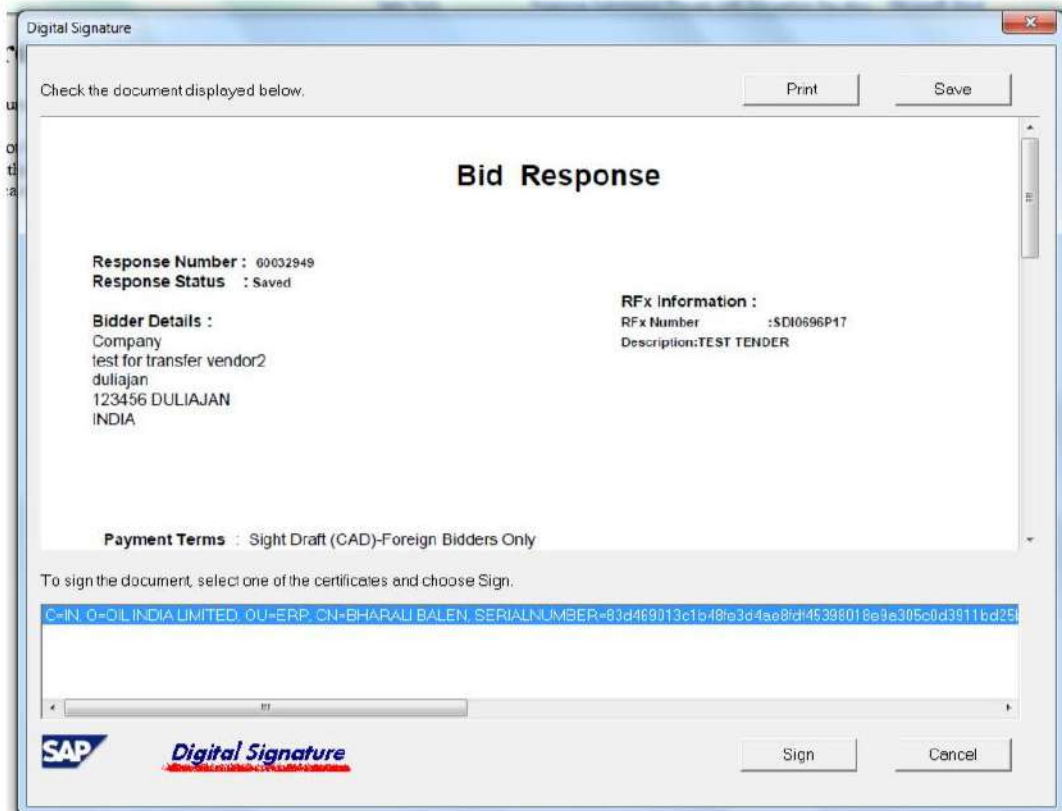 Digital Signature
Check the document displayed below.
Print
Save
Bid Response
Response Number : 60032949
Response Status : Saved
RFx Information :
Bidder Details :
RFx Number :SDI0696P17
Company
Description:TEST TENDER
test for transfer vendor2
duliajan
123456 DULIAJAN
INDIA
Payment Terms : Sight Draft (CAD)-Foreign Bidders Only
To sign the document, select one of the certificates and choose Sign.
C=IN, O=OIL INDIA LIMITED, OU=ERP, CN=BHARALI BALEN,
SAP
Digital Signature
Sign
Cancel